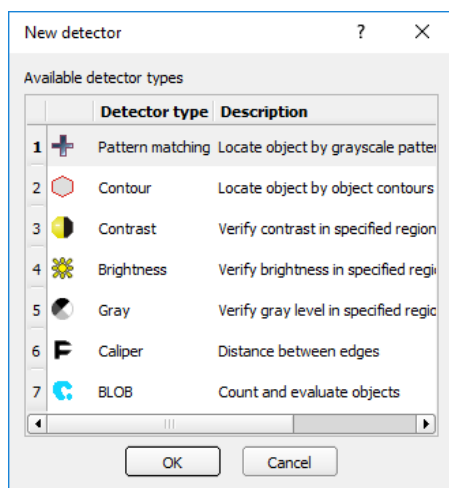 New detector ?
Available detector types
Detector type Description
1 Pattern matching Locate object by grayscale patter
2 Contour Locate object by object contours
3 Contrast Verify contrast in specified region
4 Brightness Verify brightness in specified regi
5 Gray Verify gray level in specified regio
6 Caliper Distance between edges
7 BLOB Count and evaluate objects
OK Cancel